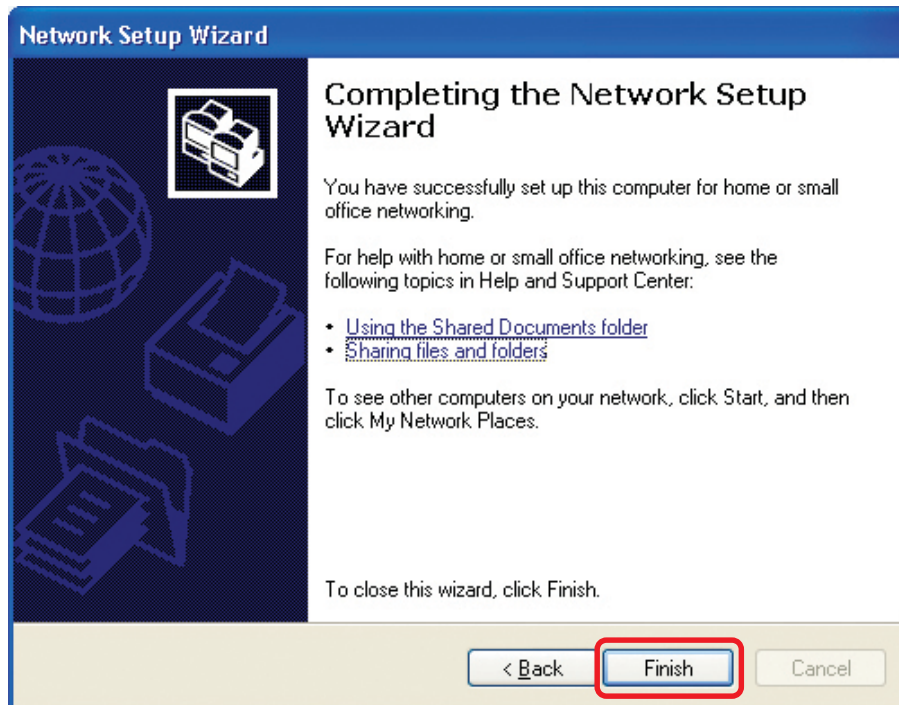 Network Setup Wizard
Completing the Network Setup
Wizard
You have successfully set up this computer for home or small
office networking.
For help with home or small office networking, see the
following topics in Help and Support Center:
• Using the Shared Documents folder
• Sharing files and folders
To see other computers on your network, click Start, and then
click My Network Places.
To close this wizard, click Finish.
< Back Finish Cancel